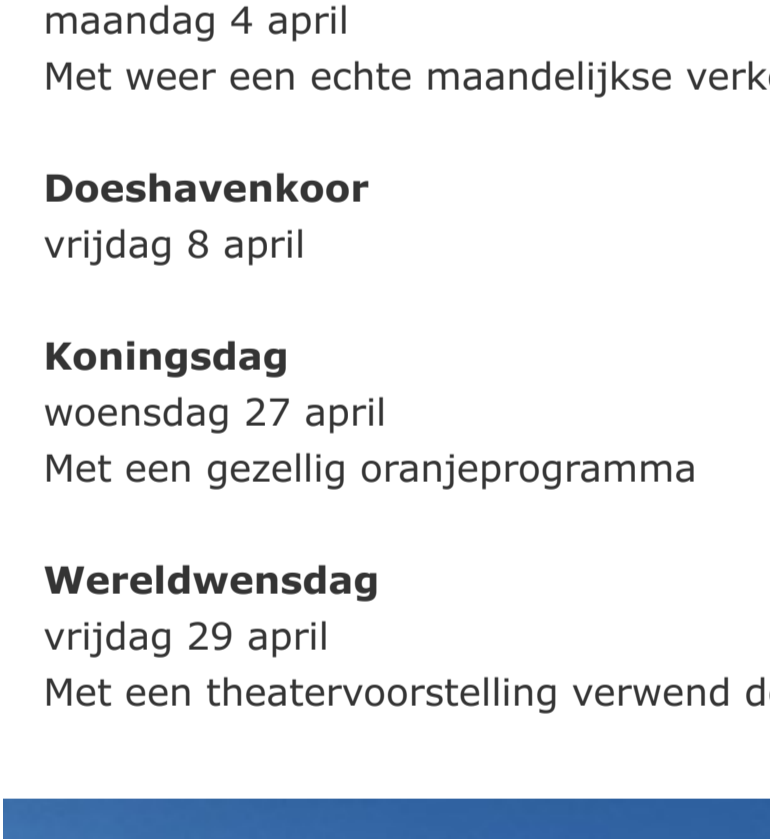 maandag 4 april
Met weer een echte maandelijkse
Doeshavenkoor
vrijdag 8 april
Koningsdag
woensdag 27 april
Met een gezellig oranjeprogramma
Wereldwensdag
vrijdag 29 april
Met een theatervoorstelling verwend